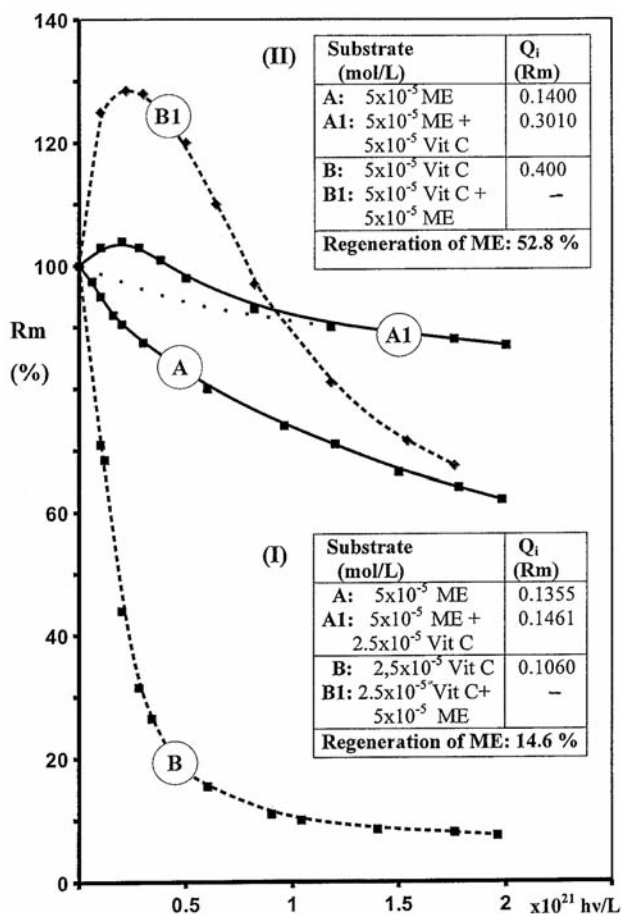 140
120
100
80
60
40
20
0
Rm
(%)
0.5
1
1.5
2
x10²¹ hν/L
B1
A1
A
B
(II)
Substrate (mol/L) Qᵢ (Rm)
A: 5x10⁻⁵ ME 0.1400
A1: 5x10⁻⁵ ME + 0.3010
5x10⁻⁵ Vit C
B: 5x10⁻⁵ Vit C 0.400
B1: 5x10⁻⁵ Vit C + –
5x10⁻⁵ ME
Regeneration of ME: 52.8 %
(I)
Substrate (mol/L) Qᵢ (Rm)
A: 5x10⁻⁵ ME 0.1355
A1: 5x10⁻⁵ ME + 0.1461
2.5x10⁻⁵ Vit C
B: 2,5x10⁻⁵ Vit C 0.1060
B1: 2.5x10⁻⁵ Vit C+ –
5x10⁻⁵ ME
Regeneration of ME: 14.6 %